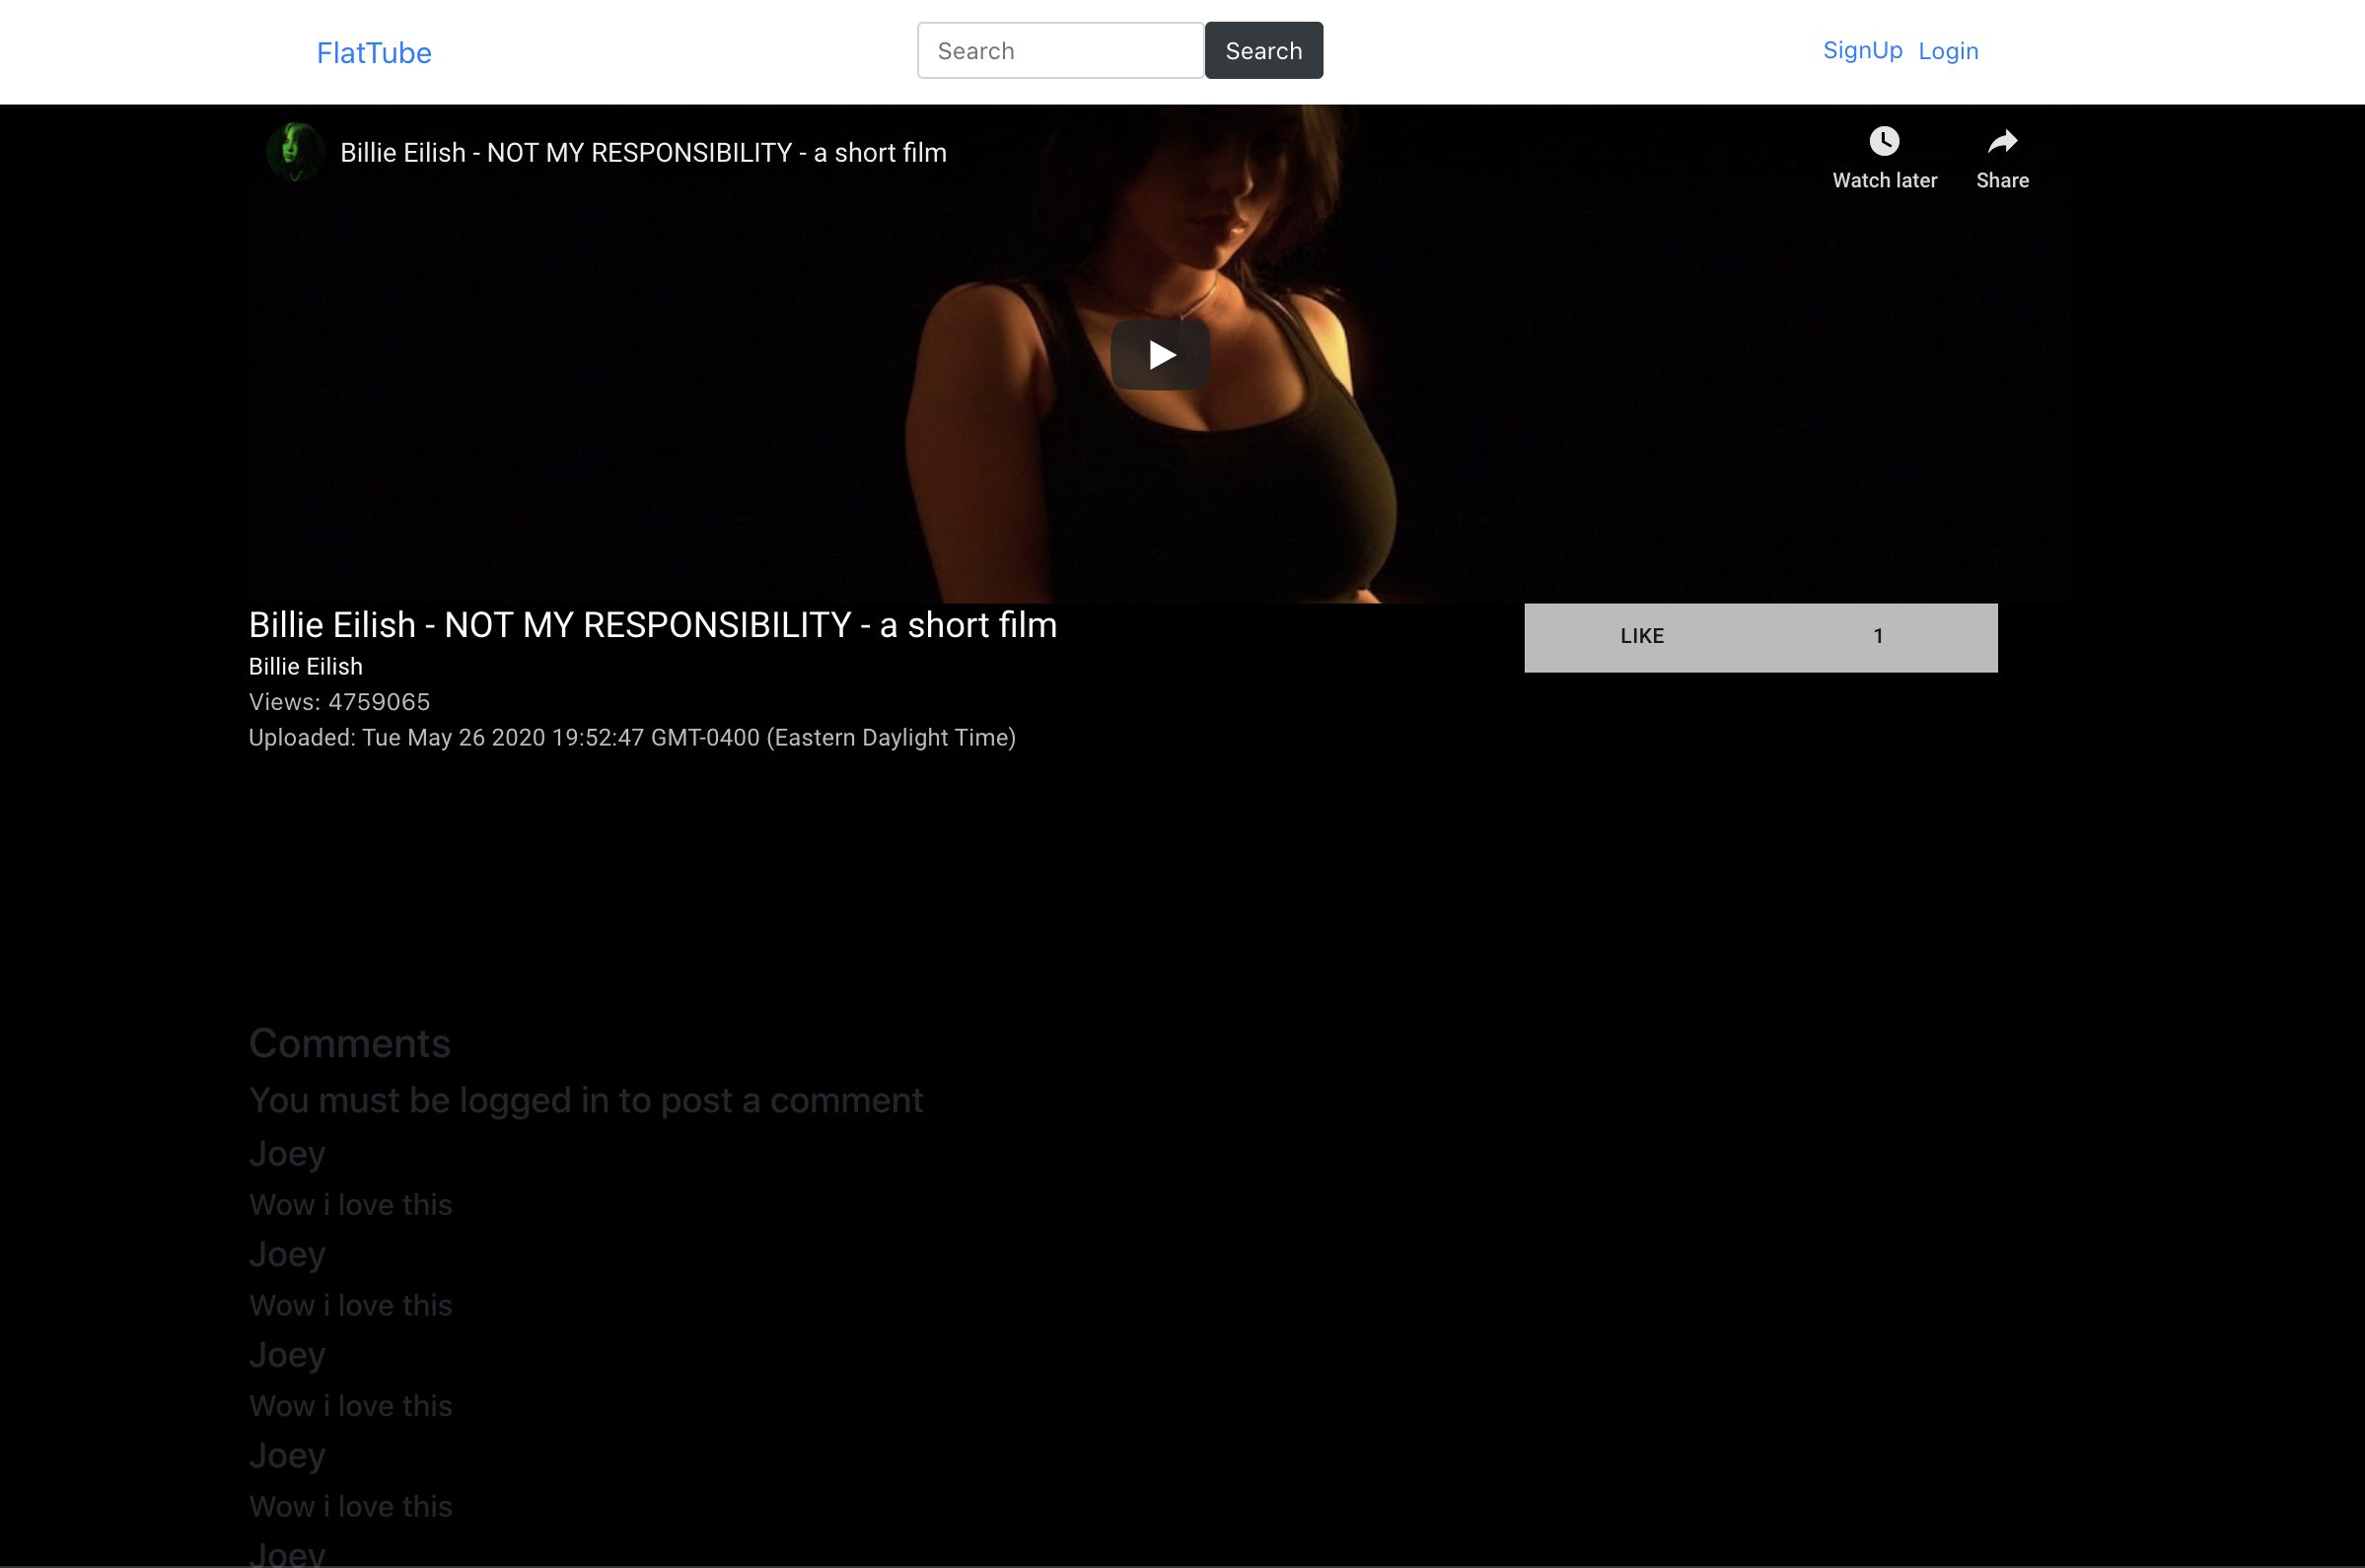 FlatTube
Search Search
SignUp Login
Billie Eilish - NOT MY RESPONSIBILITY - a short film
Watch later Share
Billie Eilish - NOT MY RESPONSIBILITY - a short film
LIKE 1
Billie Eilish
Views: 4759065
Uploaded: Tue May 26 2020 19:52:47 GMT-0400 (Eastern Daylight Time)
Comments
You must be logged in to post a comment
Joey
Wow i love this
Joey
Wow i love this
Joey
Wow i love this
Joey
Wow i love this
Joey